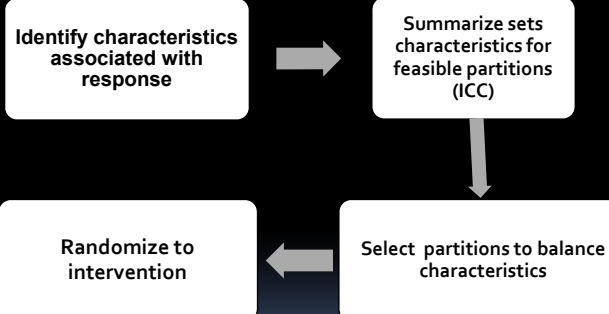 Identify characteristics
associated with
response
Summarize sets
characteristics for
feasible partitions
(ICC)
Select partitions to balance
characteristics
Randomize to
intervention